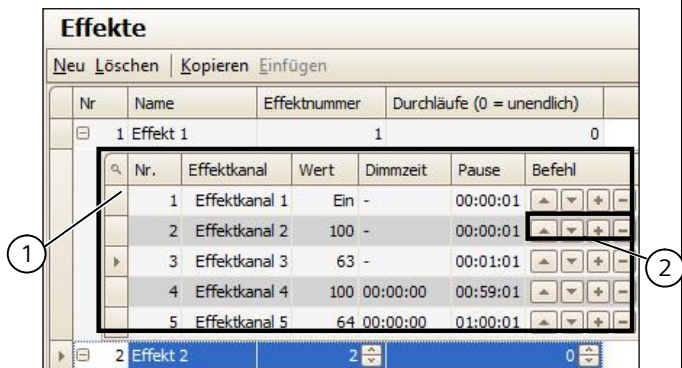 Effekte
Neu Löschen Kopieren Einfügen
Nr Name Effektnummer Durchläufe (0 = unendlich)
1 Effekt 1 1 0
Nr. Effektkanal Wert Dimmzeit Pause Befehl
1 Effektkanal 1 Ein - 00:00:01
2 Effektkanal 2 100 - 00:00:01
3 Effektkanal 3 63 - 00:01:01
4 Effektkanal 4 100 00:00:00 00:59:01
5 Effektkanal 5 64 00:00:00 01:00:01
2 Effekt 2 2 0
1
2